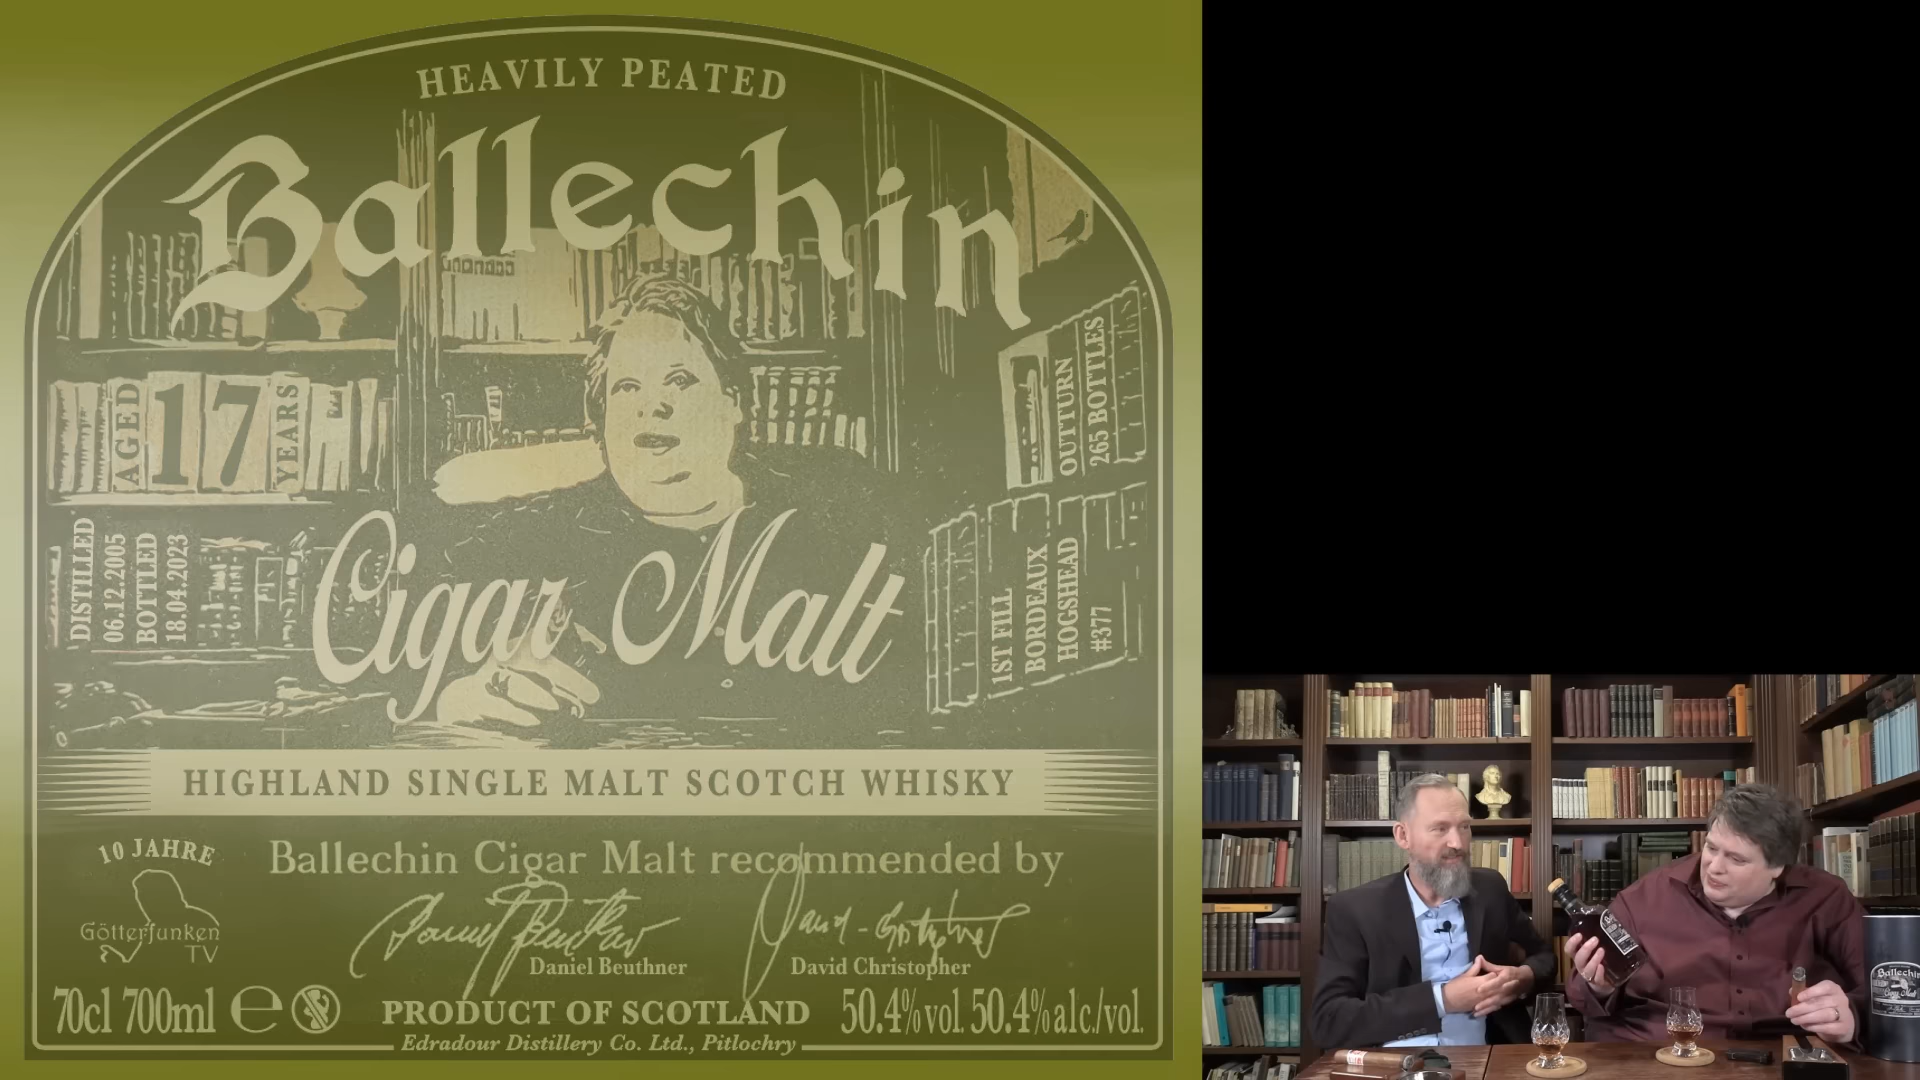 HEAVILY PEATED
Ballechin
AGED
17
YEARS
OUTTURN
265 BOTTLES
DISTILLED
06.12.2005
BOTTLED
18.04.2023
Cigar Malt
1ST FILL
BORDEAUX
HOGSHEAD
#377
HIGHLAND SINGLE MALT SCOTCH WHISKY
10 JAHRE
Götterfunken
TV
Ballechin Cigar Malt recommended by
Daniel Beuthner
David Christopher
70cl 700ml e
PRODUCT OF SCOTLAND
50.4%vol. 50.4%alc./vol.
Edradour Distillery Co. Ltd., Pitlochry
Ballechin
Cigar Malt